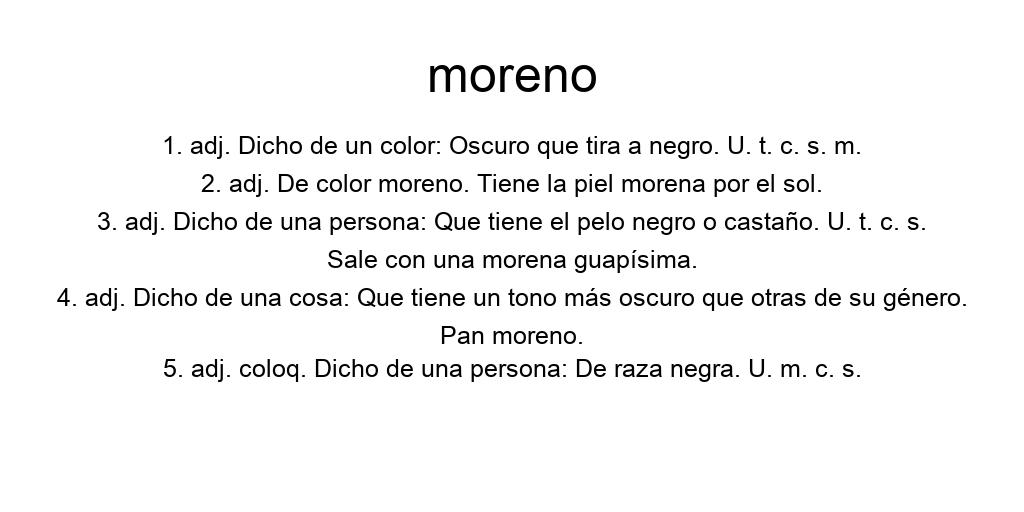 moreno
1. adj. Dicho de un color: Oscuro que tira a negro. U. t. c. s. m.
2. adj. De color moreno. Tiene la piel morena por el sol.
3. adj. Dicho de una persona: Que tiene el pelo negro o castaño. U. t. c. s.
Sale con una morena guapísima.
4. adj. Dicho de una cosa: Que tiene un tono más oscuro que otras de su género.
Pan moreno.
5. adj. coloq. Dicho de una persona: De raza negra. U. m. c. s.